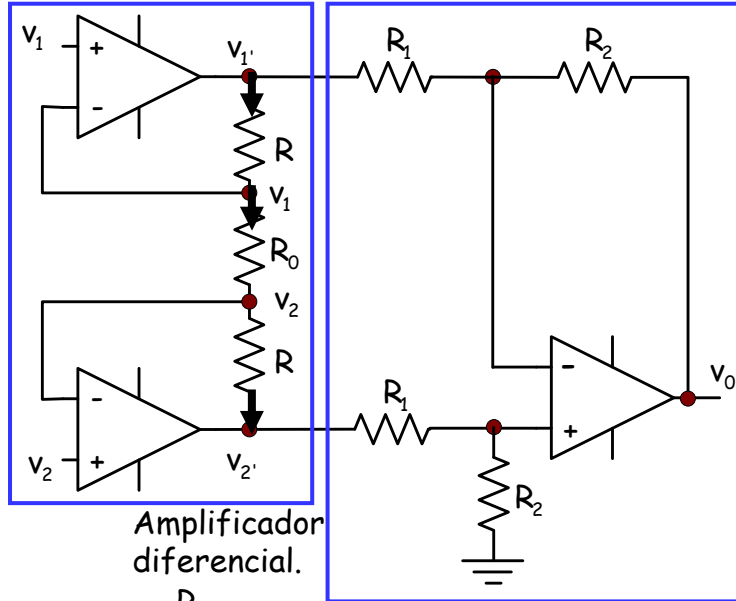 v₁
+
-
v₁'
R₁
R₂
R
v₁
R₀
v₂
R
-
+
v₂
v₂'
R₁
R₂
-
+
v₀
Amplificador
diferencial.